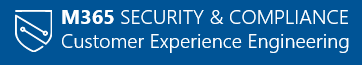 M365 SECURITY & COMPLIANCE
Customer Experience Engineering